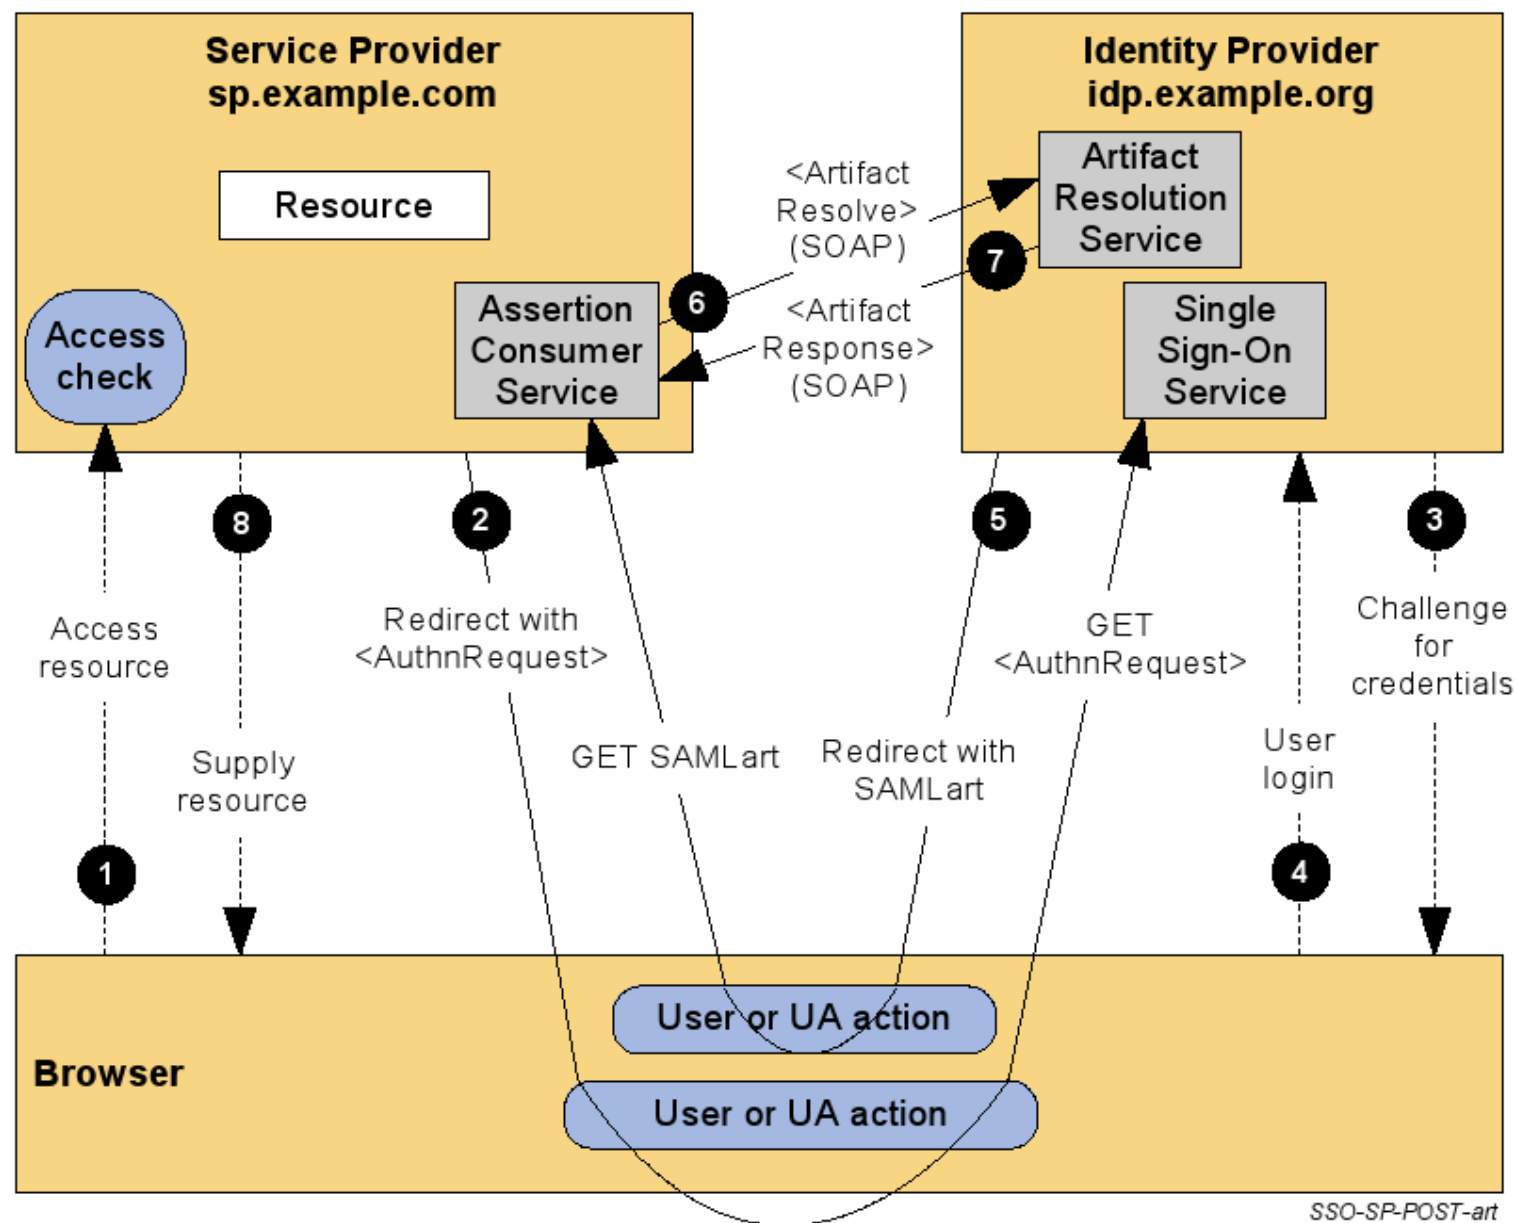 Service Provider
sp.example.com
Identity Provider
idp.example.org
Resource
Access
check
Assertion
Consumer
Service
<Artifact
Resolve>
(SOAP)
6
7
<Artifact
Response>
(SOAP)
Artifact
Resolution
Service
Single
Sign-On
Service
8
2
5
3
Access
resource
Redirect with
<AuthnRequest>
GET
<AuthnRequest>
Challenge
for
credentials
Supply
resource
GET SAMLart
Redirect with
SAMLart
User
login
1
4
User or UA action
Browser
User or UA action
SSO-SP-POST-art